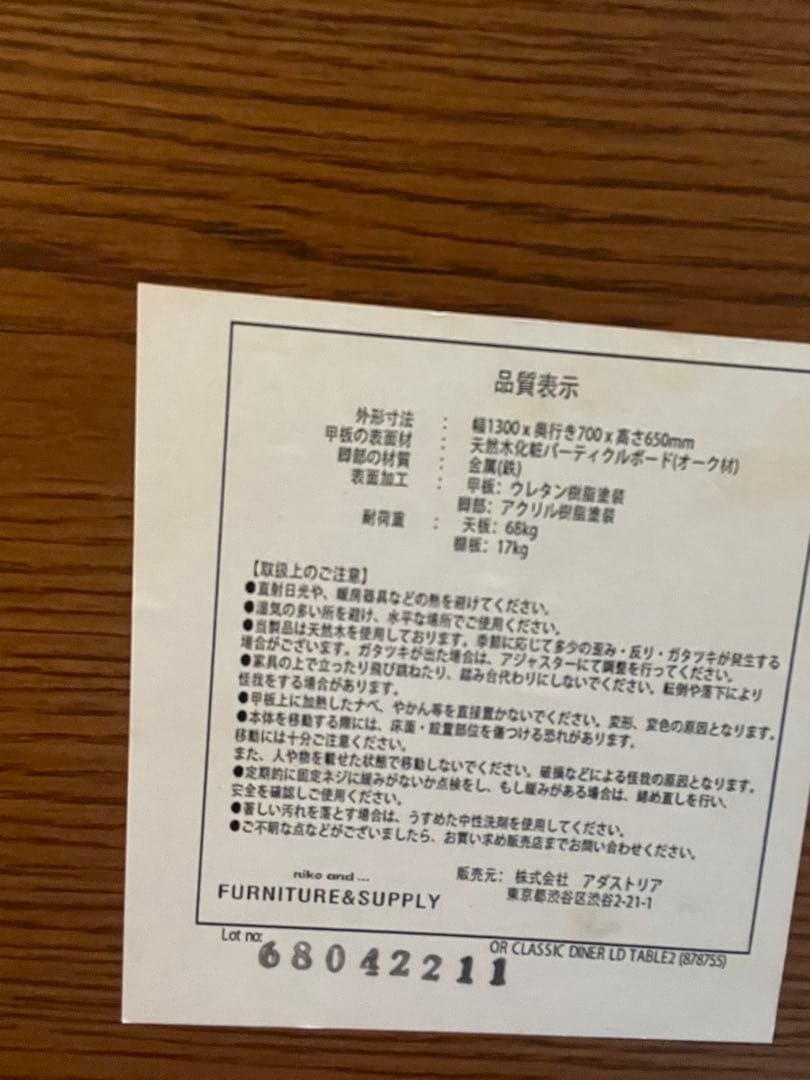 品質表示
外形寸法 : 幅1300 x 奥行き700 x 高さ650mm
甲板の表面材 : 天然木化粧パーティクルボード(オーク材)
脚部の材質 : 金属(鉄)
表面加工 : 甲板: ウレタン樹脂塗装
脚部: アクリル樹脂塗装
耐荷重 : 天板: 68kg
棚板: 17kg
【取扱上のご注意】
●直射日光や、暖房器具などの熱を避けてください。
●湿気の多い所を避け、水平な場所でご使用ください。
●当製品は天然木を使用しております。季節に応じて多少の歪み・反り・ガタツキが発生する
場合がございます。ガタツキが出た場合は、アジャスターにて調整を行ってください。
●家具の上で立ったり飛び跳ねたり、踏み台代わりにしないでください。転倒や落下により
怪我をする場合があります。
●甲板上に加熱したナベ、やかん等を直接置かないでください。変形、変色の原因となります。
●本体を移動する際には、床面・設置部位を傷つける恐れがあります。
移動には十分ご注意ください。
また、人や物を載せた状態で移動しないでください。破損などによる怪我の原因となります。
●定期的に固定ネジに緩みがないか点検をし、もし緩みがある場合は、締め直しを行い、
安全を確認しご使用ください。
●著しい汚れを落とす場合は、うすめた中性洗剤を使用してください。
●ご不明な点などがございましたら、お買い求め販売店までお問い合わせください。
niko and ...
FURNITURE&SUPPLY
販売元: 株式会社 アダストリア
東京都渋谷区渋谷2-21-1
Lot no: 68042211
OR CLASSIC DINER LD TABLE2 (878755)